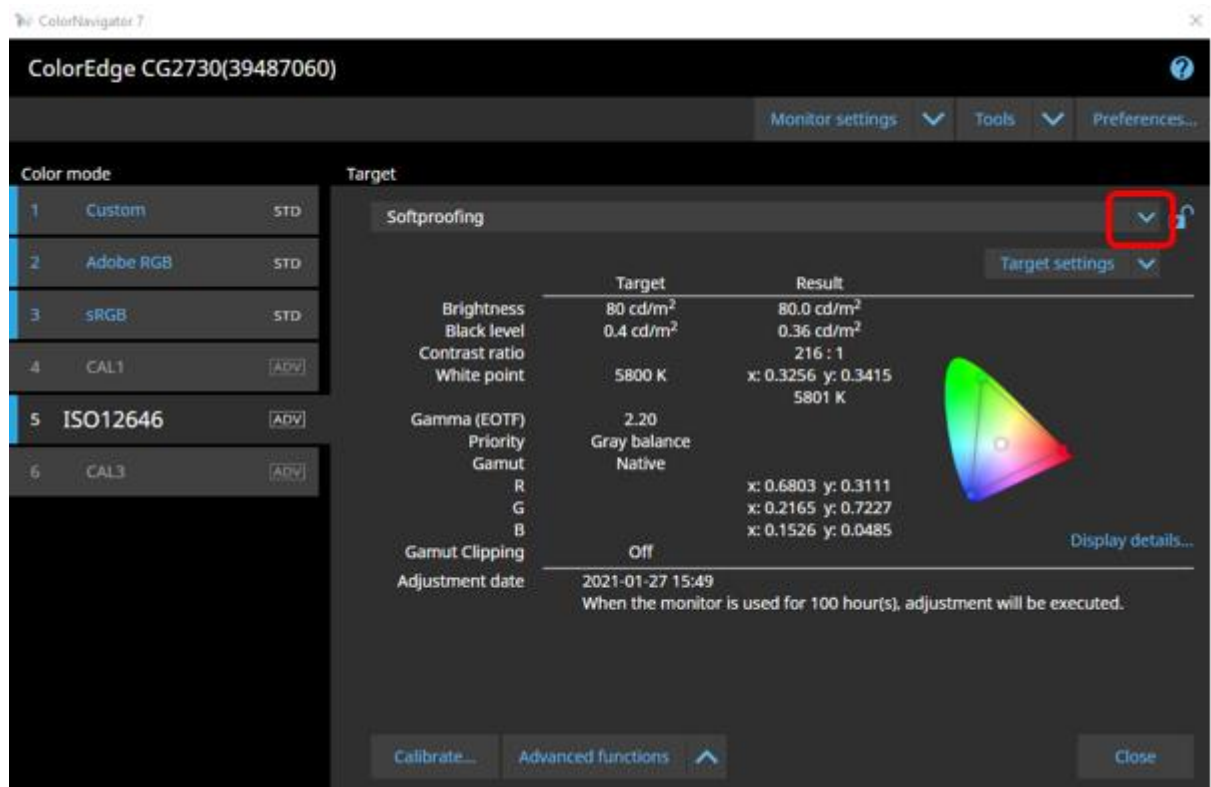 ColorNavigator 7
ColorEdge CG2730(39487060)
Monitor settings Tools Preferences...
Color mode
Target
1 Custom STD
2 Adobe RGB STD
3 sRGB STD
4 CAL1 ADV
5 ISO12646 ADV
6 CAL3 ADV
Softproofing
Target settings
Target Result
Brightness 80 cd/m² 80.0 cd/m²
Black level 0.4 cd/m² 0.36 cd/m²
Contrast ratio 216 : 1
White point 5800 K x: 0.3256 y: 0.3415
5801 K
Gamma (EOTF) 2.20
Priority Gray balance
Gamut Native
R x: 0.6803 y: 0.3111
G x: 0.2165 y: 0.7227
B x: 0.1526 y: 0.0485
Display details...
Gamut Clipping Off
Adjustment date 2021-01-27 15:49
When the monitor is used for 100 hour(s), adjustment will be executed.
Calibrate... Advanced functions Close